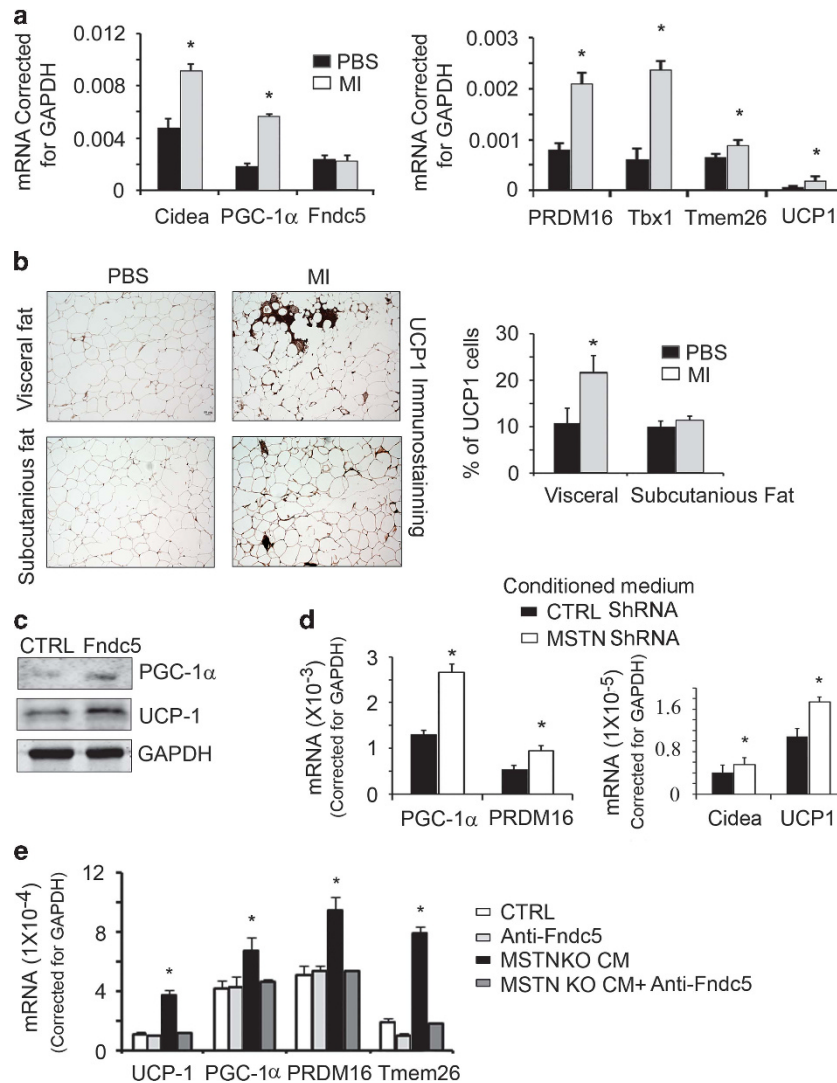 a
mRNA Corrected
for GAPDH
0.012
0.008
0.004
0
PBS
MI
*
*
Cidea PGC-1α Fndc5
mRNA Corrected
for GAPDH
0.003
0.002
0.001
0
*
*
*
*
PRDM16 Tbx1 Tmem26 UCP1
b
PBS
MI
Visceral fat
Subcutanious fat
UCP1 Immunostainning
% of UCP1 cells
30
20
10
0
*
PBS
MI
Visceral Subcutanious Fat
c
CTRL Fndc5
PGC-1α
UCP-1
GAPDH
d
Conditioned medium
CTRL ShRNA
MSTN ShRNA
mRNA (X10-3)
(Corrected for GAPDH)
3
2
1
0
*
*
PGC-1α PRDM16
mRNA (1X10-5)
Corrected for GAPDH)
1.6
0.8
0
*
*
Cidea UCP1
e
mRNA (1X10-4)
(Corrected for GAPDH)
12
8
4
0
*
*
*
*
UCP-1 PGC-1α PRDM16 Tmem26
CTRL
Anti-Fndc5
MSTNKO CM
MSTN KO CM+ Anti-Fndc5